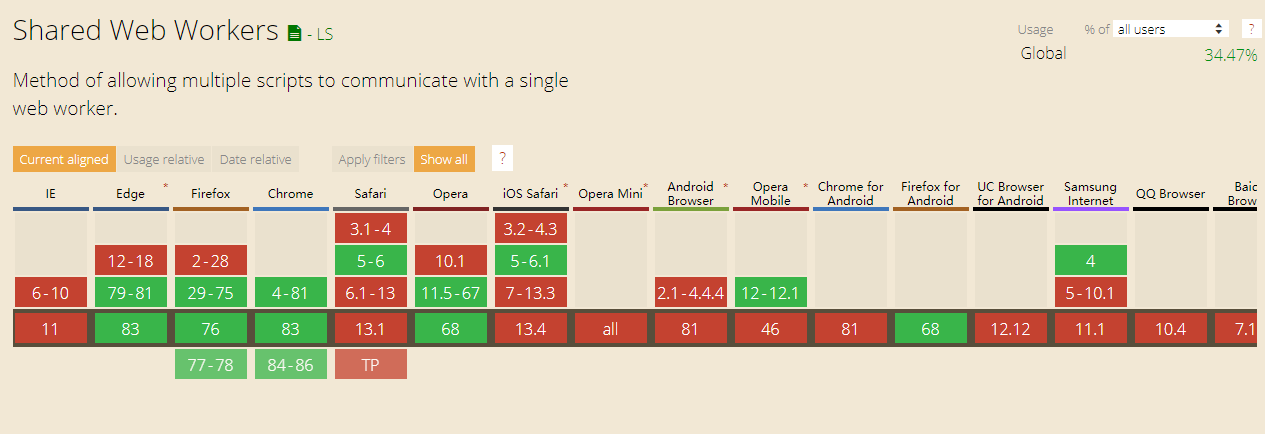 Shared Web Workers - LS
Usage % of all users ?
Global 34.47%
Method of allowing multiple scripts to communicate with a single
web worker.
Current aligned Usage relative Date relative Apply filters Show all ?
IE Edge * Firefox Chrome Safari Opera iOS Safari * Opera Mini * Android Browser * Opera Mobile * Chrome for Android Firefox for Android UC Browser for Android Samsung Internet QQ Browser Baid Brow
3.1-4 3.2-4.3
12-18 2-28 5-6 10.1 5-6.1 4
6-10 79-81 29-75 4-81 6.1-13 11.5-67 7-13.3 2.1-4.4.4 12-12.1 5-10.1
11 83 76 83 13.1 68 13.4 all 81 46 81 68 12.12 11.1 10.4 7.1
77-78 84-86 TP